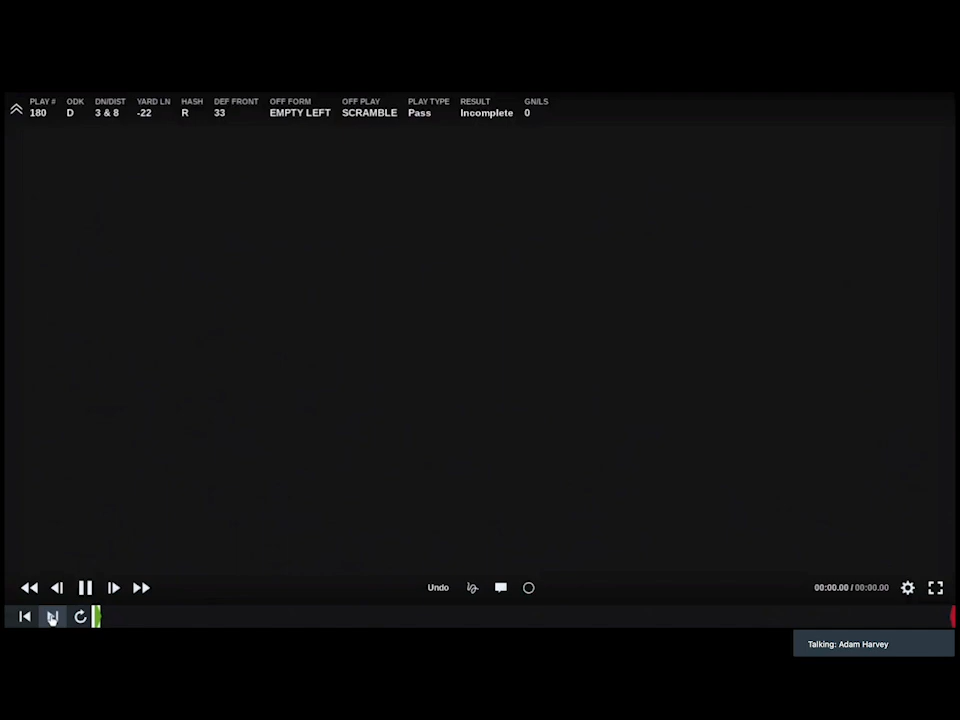 PLAY # ODK DN/DIST YARD LN HASH DEF FRONT OFF FORM OFF PLAY PLAY TYPE RESULT GN/LS
180 D 3 & 8 -22 R 33 EMPTY LEFT SCRAMBLE Pass Incomplete 0
Undo 00:00.00 / 00:00.00
Talking: Adam Harvey